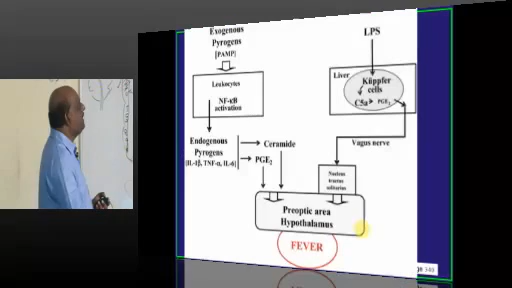 Exogenous
Pyrogens
[PAMP]
Leukocytes
NF-κB
activation
Endogenous
Pyrogens
[IL-1β, TNF-α, IL-6]
Ceramide
PGE2
LPS
Liver
Küpffer
cells
C5a
PGE2
Vagus nerve
Nucleus
tractus
solitarius
Preoptic area
Hypothalamus
FEVER
340